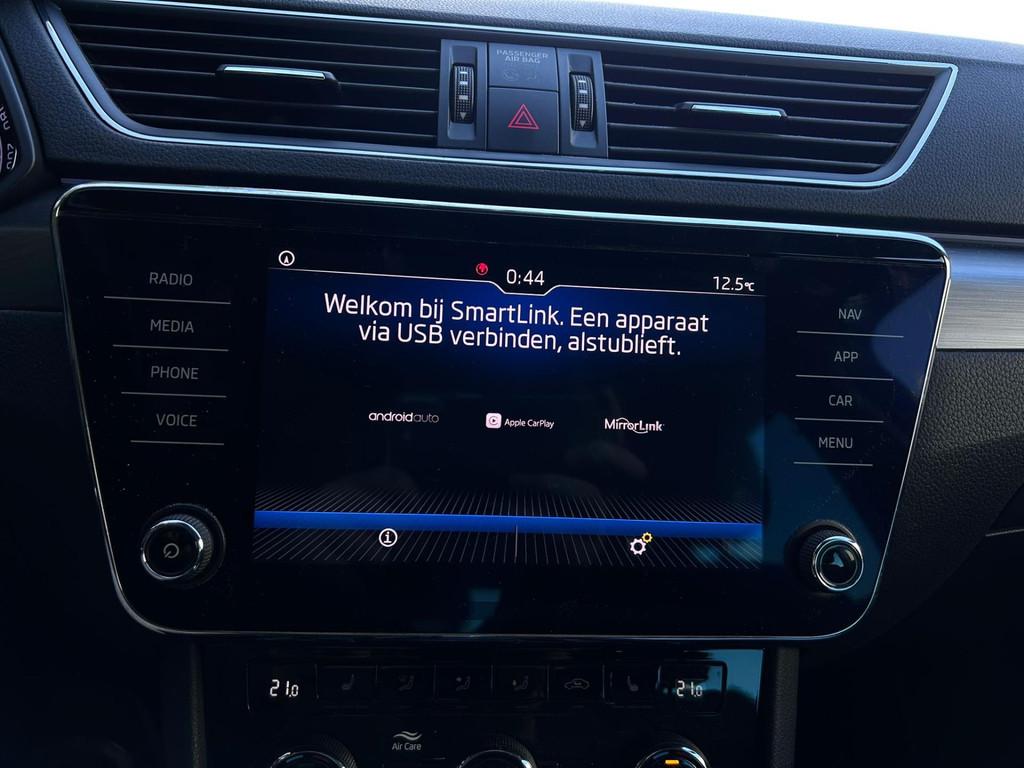 PASSENGER
AIR BAG
0:44
12.5°C
RADIO
MEDIA
PHONE
VOICE
Welkom bij SmartLink. Een apparaat
via USB verbinden, alstublieft.
androidauto
Apple CarPlay
MirrorLink
NAV
APP
CAR
MENU
21.0
21.0
Air Care